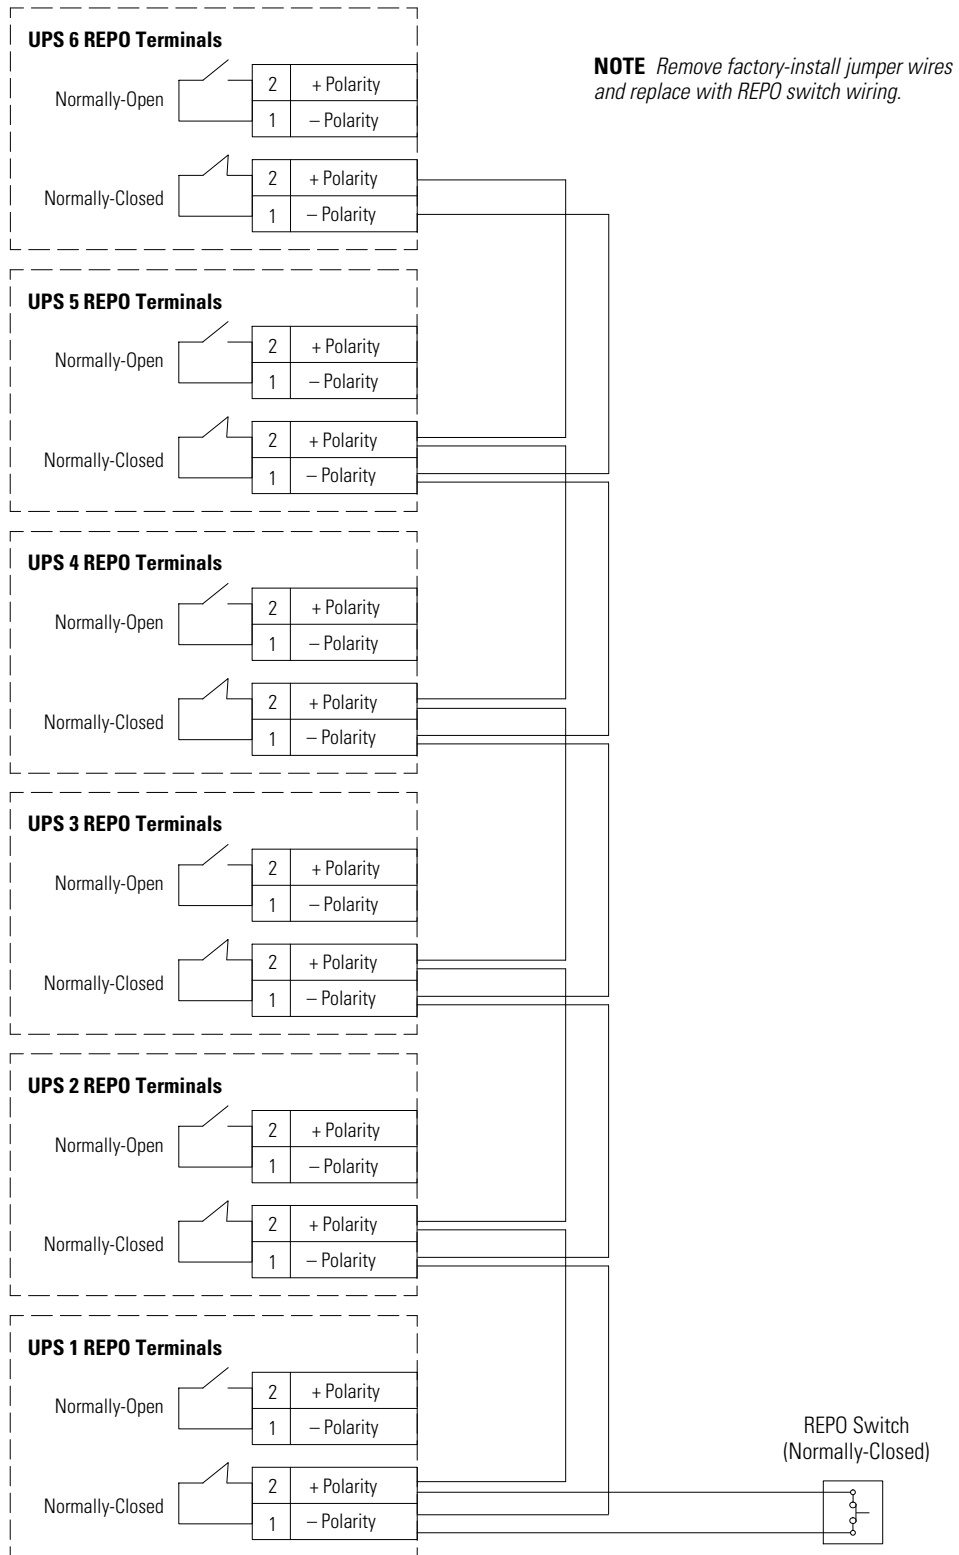 UPS 6 REPO Terminals
NOTE Remove factory-install jumper wires
and replace with REPO switch wiring.
Normally-Open
2 + Polarity
1 – Polarity
Normally-Closed
2 + Polarity
1 – Polarity
UPS 5 REPO Terminals
Normally-Open
2 + Polarity
1 – Polarity
Normally-Closed
2 + Polarity
1 – Polarity
UPS 4 REPO Terminals
Normally-Open
2 + Polarity
1 – Polarity
Normally-Closed
2 + Polarity
1 – Polarity
UPS 3 REPO Terminals
Normally-Open
2 + Polarity
1 – Polarity
Normally-Closed
2 + Polarity
1 – Polarity
UPS 2 REPO Terminals
Normally-Open
2 + Polarity
1 – Polarity
Normally-Closed
2 + Polarity
1 – Polarity
UPS 1 REPO Terminals
Normally-Open
2 + Polarity
1 – Polarity
REPO Switch
(Normally-Closed)
Normally-Closed
2 + Polarity
1 – Polarity